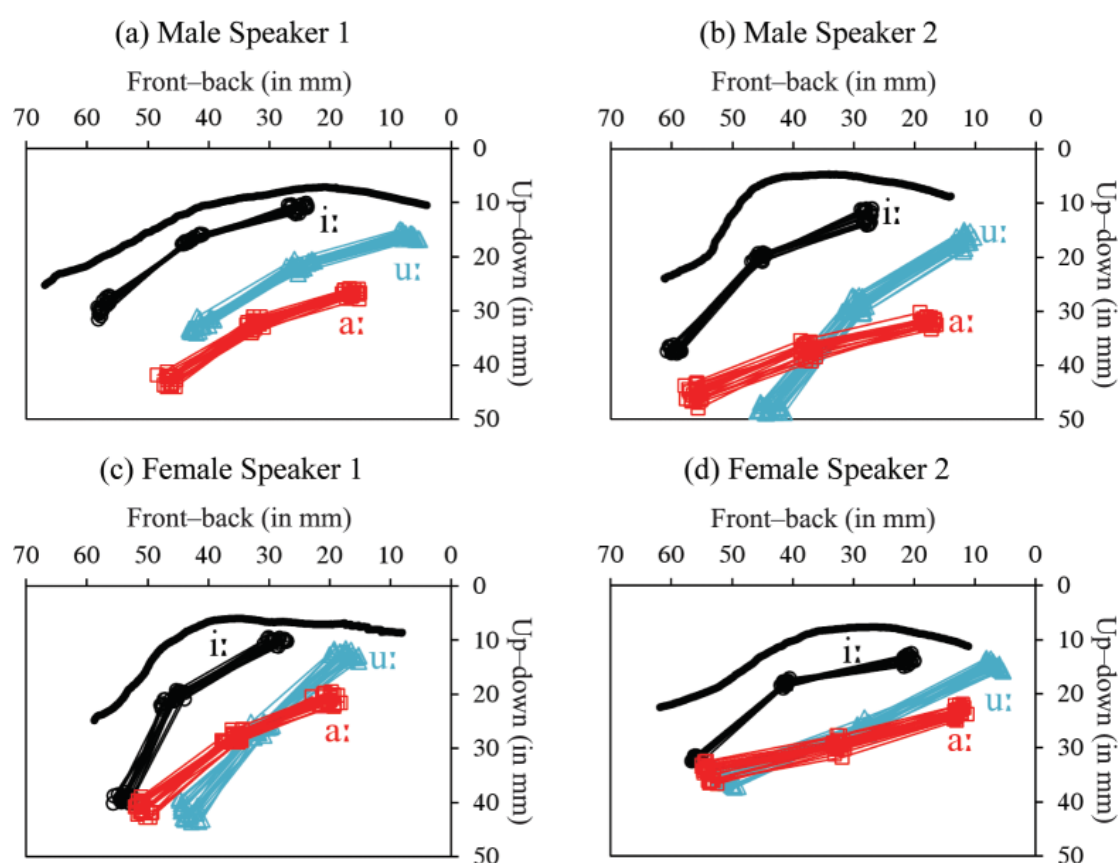 (a) Male Speaker 1
Front–back (in mm)
70 60 50 40 30 20 10 0
0
10
20
30
40
50
Up–down (in mm)
iː
uː
aː
(b) Male Speaker 2
Front–back (in mm)
70 60 50 40 30 20 10 0
0
10
20
30
40
50
Up–down (in mm)
iː
uː
aː
(c) Female Speaker 1
Front–back (in mm)
70 60 50 40 30 20 10 0
0
10
20
30
40
50
Up–down (in mm)
iː
uː
aː
(d) Female Speaker 2
Front–back (in mm)
70 60 50 40 30 20 10 0
0
10
20
30
40
50
Up–down (in mm)
iː
uː
aː